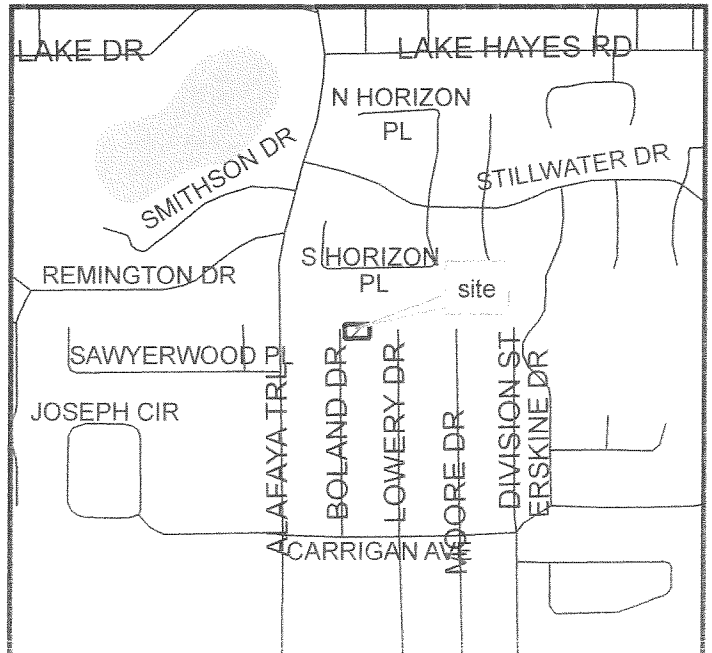 LAKE DR
LAKE HAYES RD
N HORIZON
PL
SMITHSON DR
STILLWATER DR
S HORIZON
PL
REMINGTON DR
site
SAWYERWOOD PL
JOSEPH CIR
ALAFAYA TRL
BOLAND DR
LOWERY DR
MOORE DR
DIVISION ST
ERSKINE DR
CARRIGAN AVE